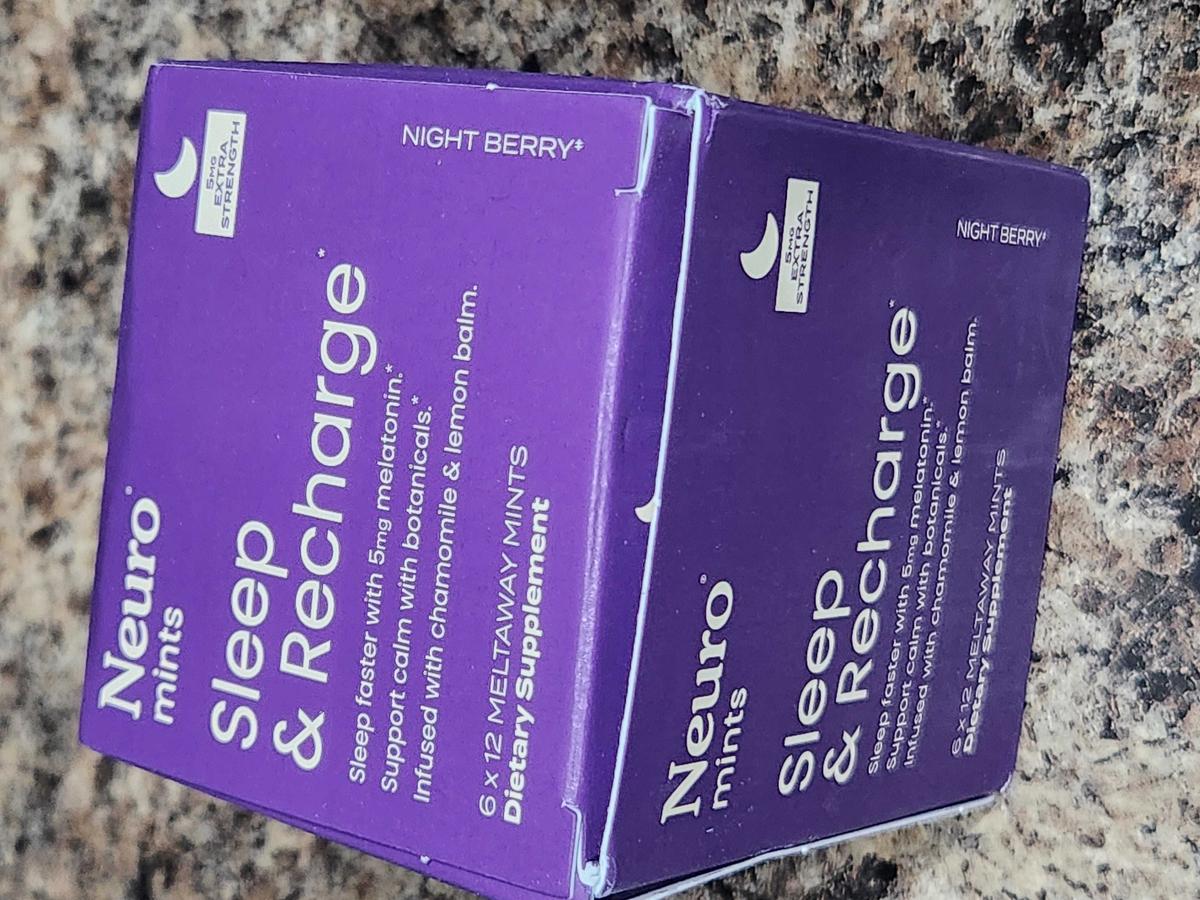 Neuro®
mints
5MG
EXTRA
STRENGTH
Sleep
& Recharge*
Sleep faster with 5mg melatonin.*
Support calm with botanicals.*
Infused with chamomile & lemon balm.
6 x 12 MELTAWAY MINTS
Dietary Supplement
NIGHT BERRY‡
Neuro®
mints
5MG
EXTRA
STRENGTH
Sleep
& Recharge*
Sleep faster with 5mg melatonin.*
Support calm with botanicals.*
Infused with chamomile & lemon balm.
6 x 12 MELTAWAY MINTS
Dietary Supplement
NIGHT BERRY‡